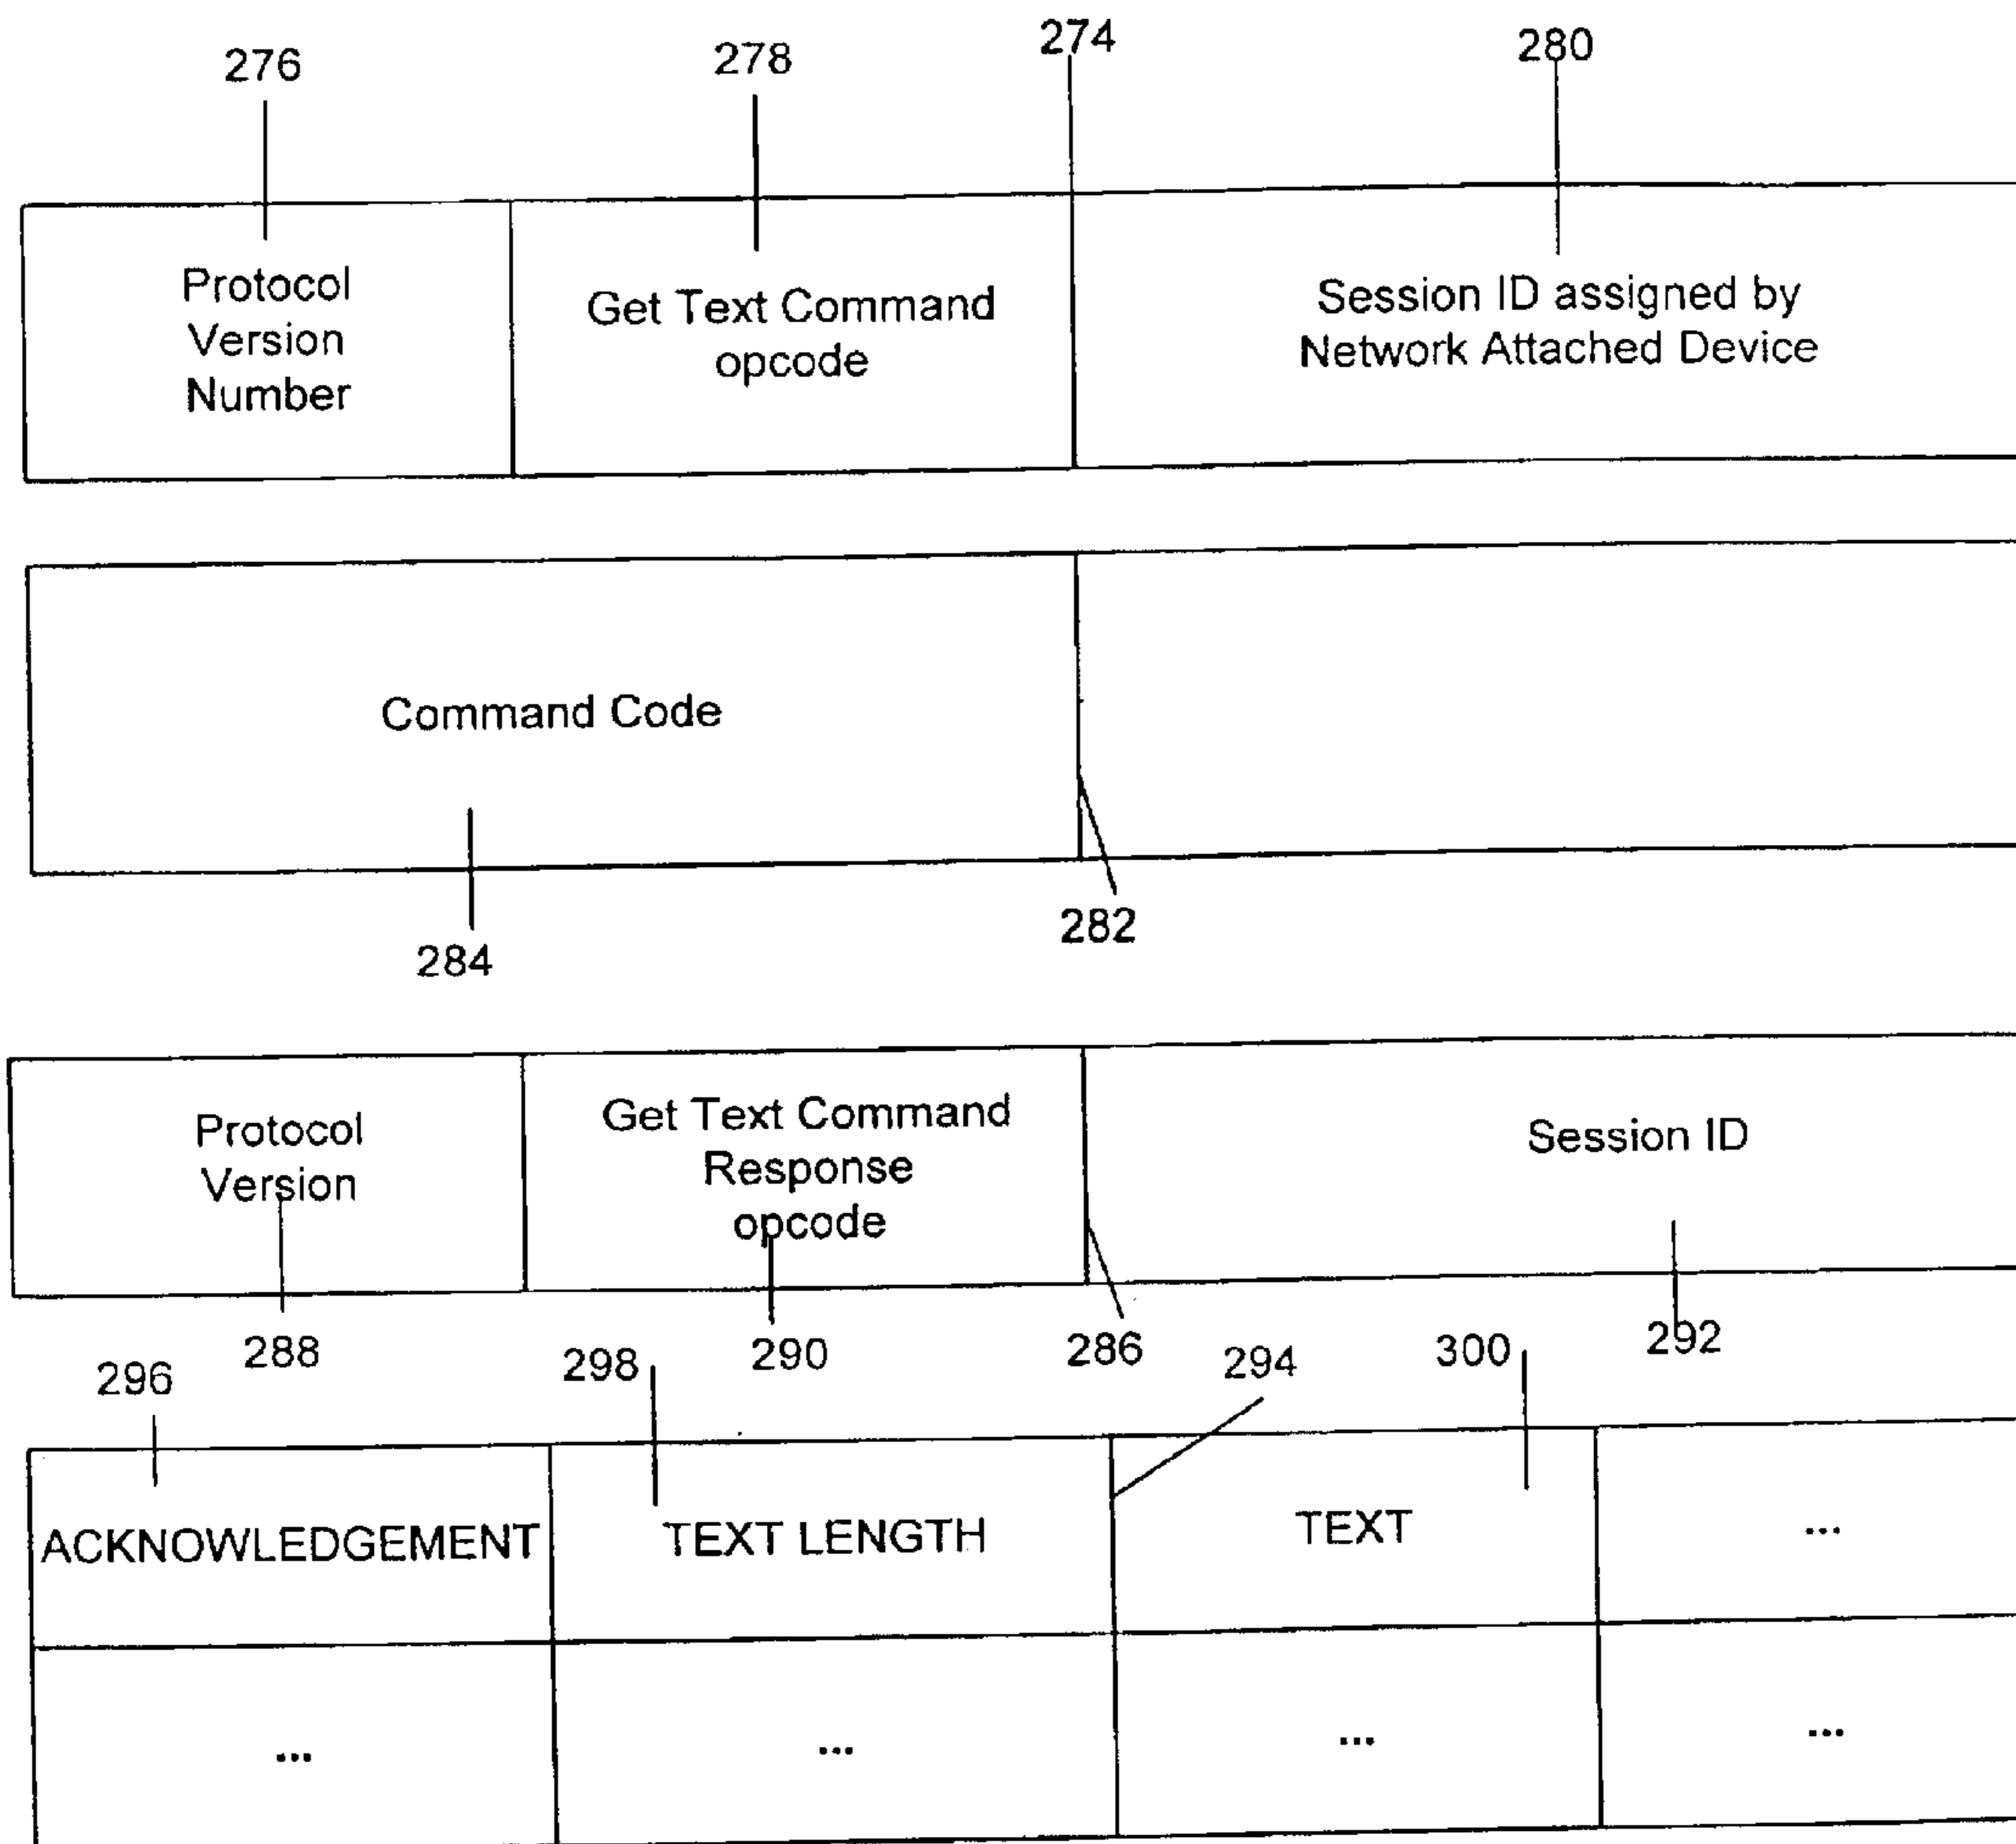 276
278
274
280
Protocol
Version
Number
Get Text Command
opcode
Session ID assigned by
Network Attached Device
Command Code
284
282
Protocol
Version
Get Text Command
Response
opcode
Session ID
288
290
286
292
296
298
294
300
ACKNOWLEDGEMENT
TEXT LENGTH
TEXT
...
...
...
...
...